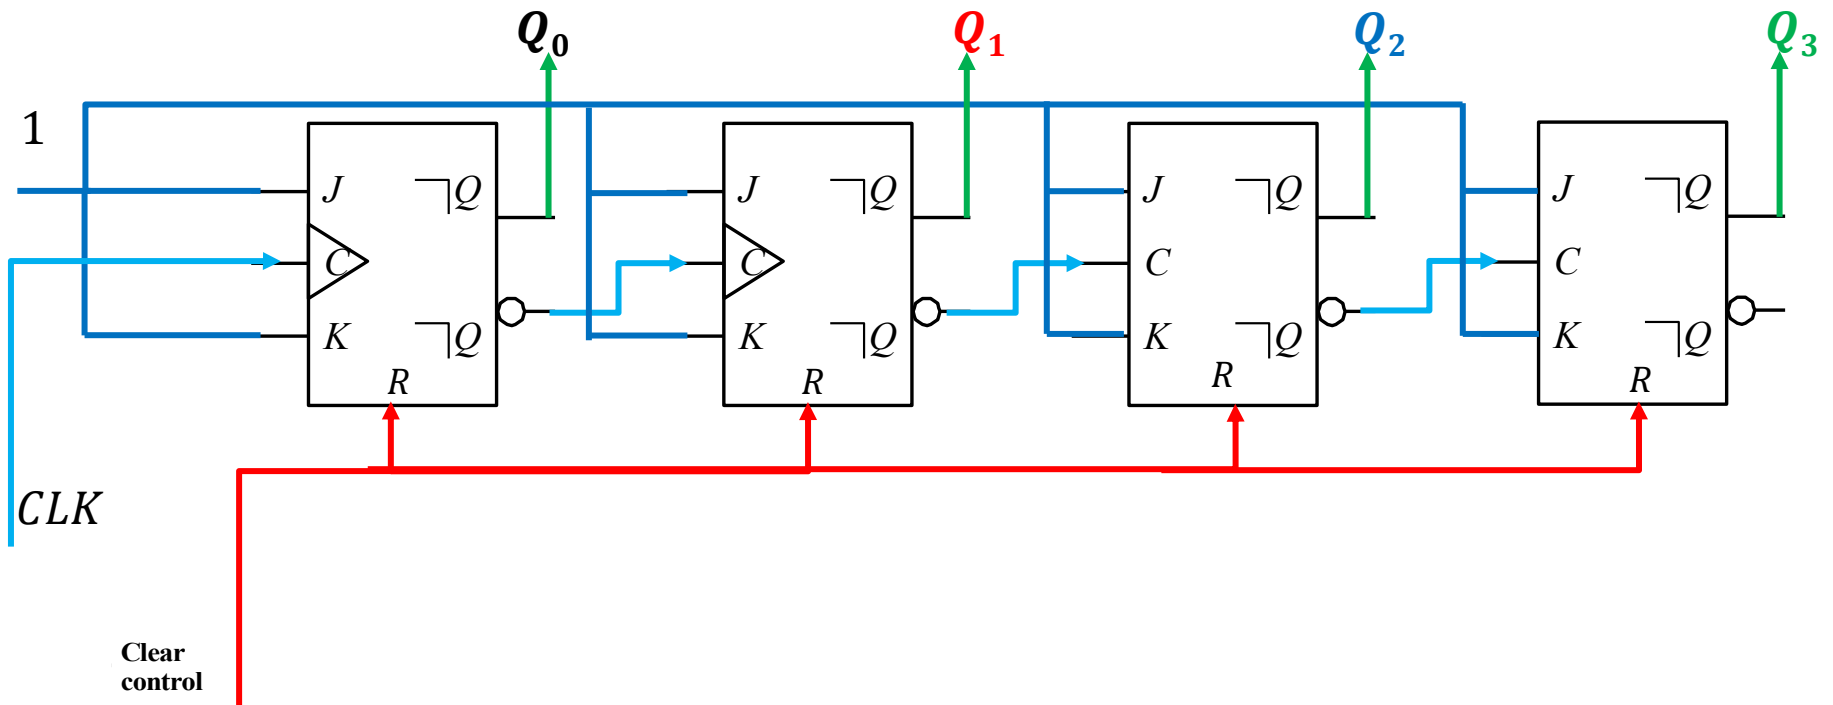 Q0 Q1 Q2 Q3
1
J ¬Q J ¬Q J ¬Q J ¬Q
C C C C
K ¬Q K ¬Q K ¬Q K ¬Q
R R R R
CLK
Clear
control